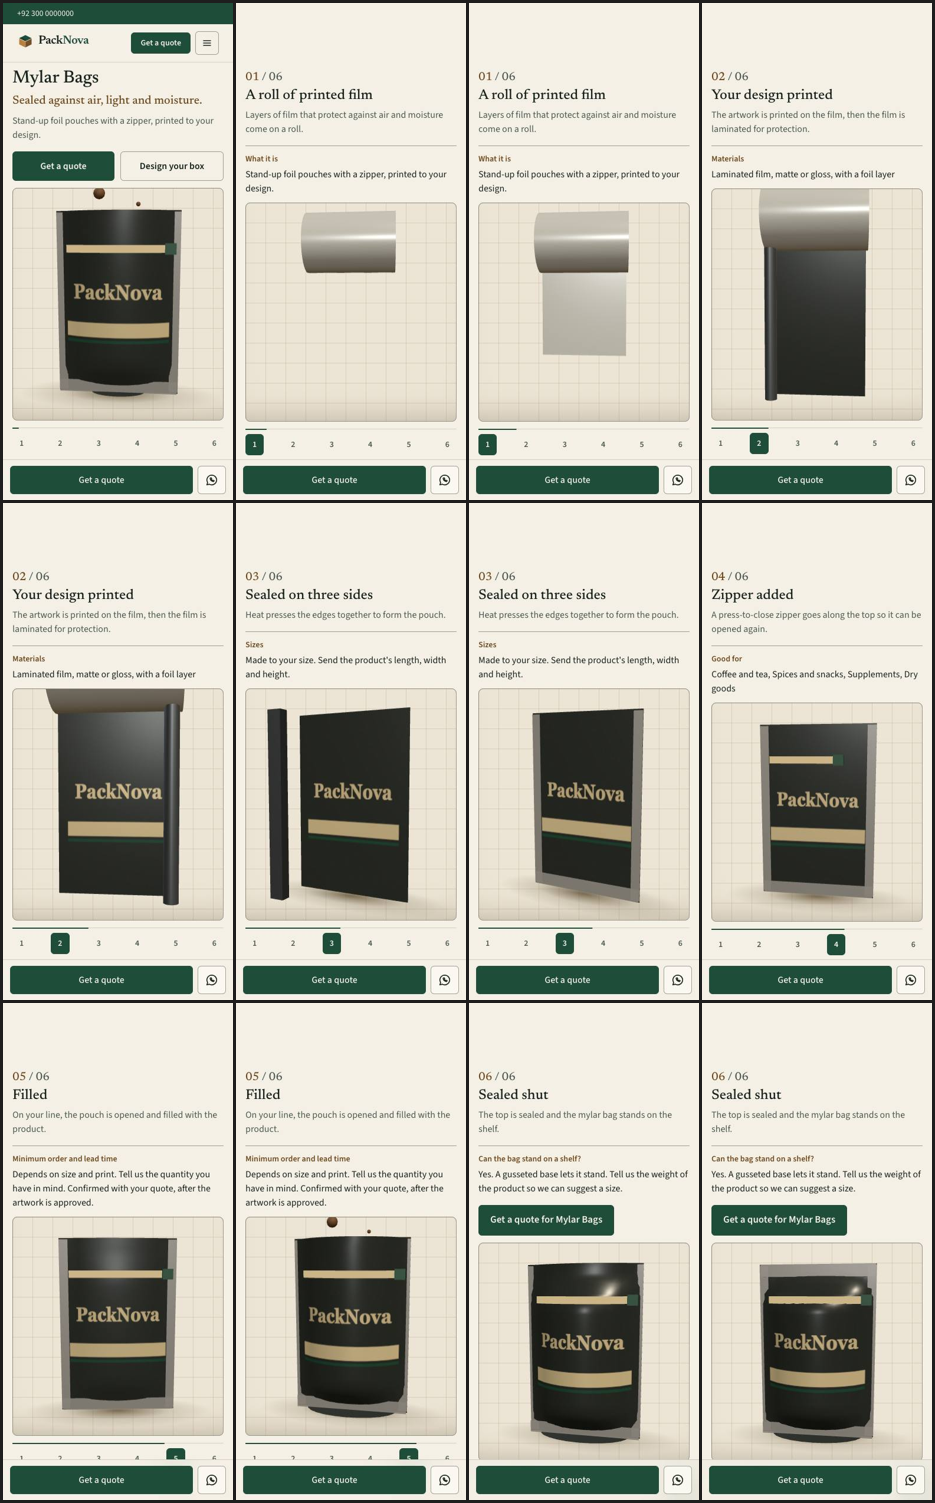 +92 300 0000000
PackNova
Get a quote
Mylar Bags
Sealed against air, light and moisture.
Stand-up foil pouches with a zipper, printed to your
design.
Get a quote
Design your box
PackNova
1 2 3 4 5 6
Get a quote
01 / 06
A roll of printed film
Layers of film that protect against air and moisture
come on a roll.
What it is
Stand-up foil pouches with a zipper, printed to your
design.
1 2 3 4 5 6
Get a quote
01 / 06
A roll of printed film
Layers of film that protect against air and moisture
come on a roll.
What it is
Stand-up foil pouches with a zipper, printed to your
design.
1 2 3 4 5 6
Get a quote
02 / 06
Your design printed
The artwork is printed on the film, then the film is
laminated for protection.
Materials
Laminated film, matte or gloss, with a foil layer
1 2 3 4 5 6
Get a quote
02 / 06
Your design printed
The artwork is printed on the film, then the film is
laminated for protection.
Materials
Laminated film, matte or gloss, with a foil layer
PackNova
1 2 3 4 5 6
Get a quote
03 / 06
Sealed on three sides
Heat presses the edges together to form the pouch.
Sizes
Made to your size. Send the product's length, width
and height.
PackNova
1 2 3 4 5 6
Get a quote
03 / 06
Sealed on three sides
Heat presses the edges together to form the pouch.
Sizes
Made to your size. Send the product's length, width
and height.
PackNova
1 2 3 4 5 6
Get a quote
04 / 06
Zipper added
A press-to-close zipper goes along the top so it can be
opened again.
Good for
Coffee and tea, Spices and snacks, Supplements, Dry
goods
PackNova
1 2 3 4 5 6
Get a quote
05 / 06
Filled
On your line, the pouch is opened and filled with the
product.
Minimum order and lead time
Depends on size and print. Tell us the quantity you
have in mind. Confirmed with your quote, after the
artwork is approved.
PackNova
1 2 3 4 5 6
Get a quote
05 / 06
Filled
On your line, the pouch is opened and filled with the
product.
Minimum order and lead time
Depends on size and print. Tell us the quantity you
have in mind. Confirmed with your quote, after the
artwork is approved.
PackNova
1 2 3 4 5 6
Get a quote
06 / 06
Sealed shut
The top is sealed and the mylar bag stands on the
shelf.
Can the bag stand on a shelf?
Yes. A gusseted base lets it stand. Tell us the weight of
the product so we can suggest a size.
Get a quote for Mylar Bags
PackNova
Get a quote
06 / 06
Sealed shut
The top is sealed and the mylar bag stands on the
shelf.
Can the bag stand on a shelf?
Yes. A gusseted base lets it stand. Tell us the weight of
the product so we can suggest a size.
Get a quote for Mylar Bags
PackNova
Get a quote